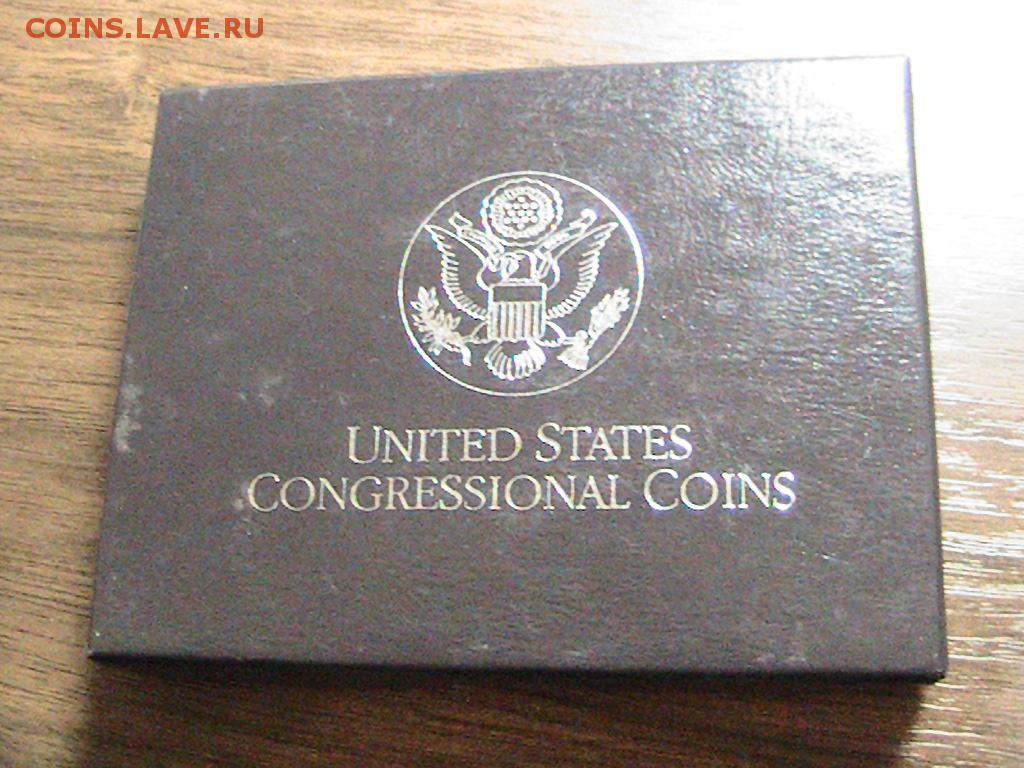 COINS.LAVE.RU
UNITED STATES
CONGRESSIONAL COINS